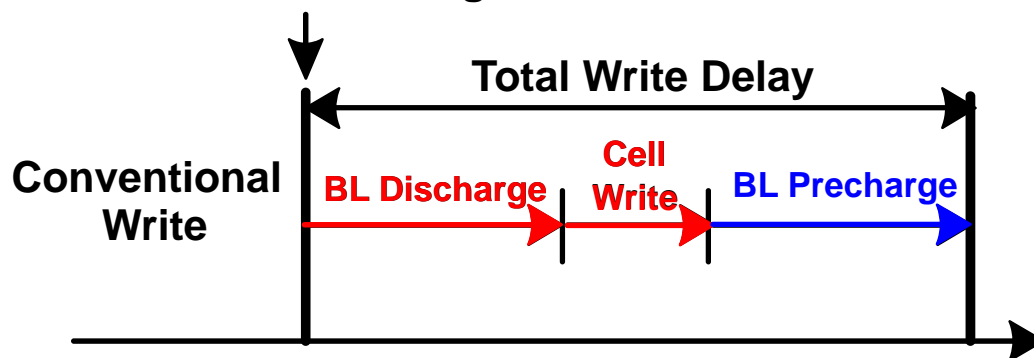 Total Write Delay
Cell
Conventional
BL Discharge
Write
BL Precharge
Write